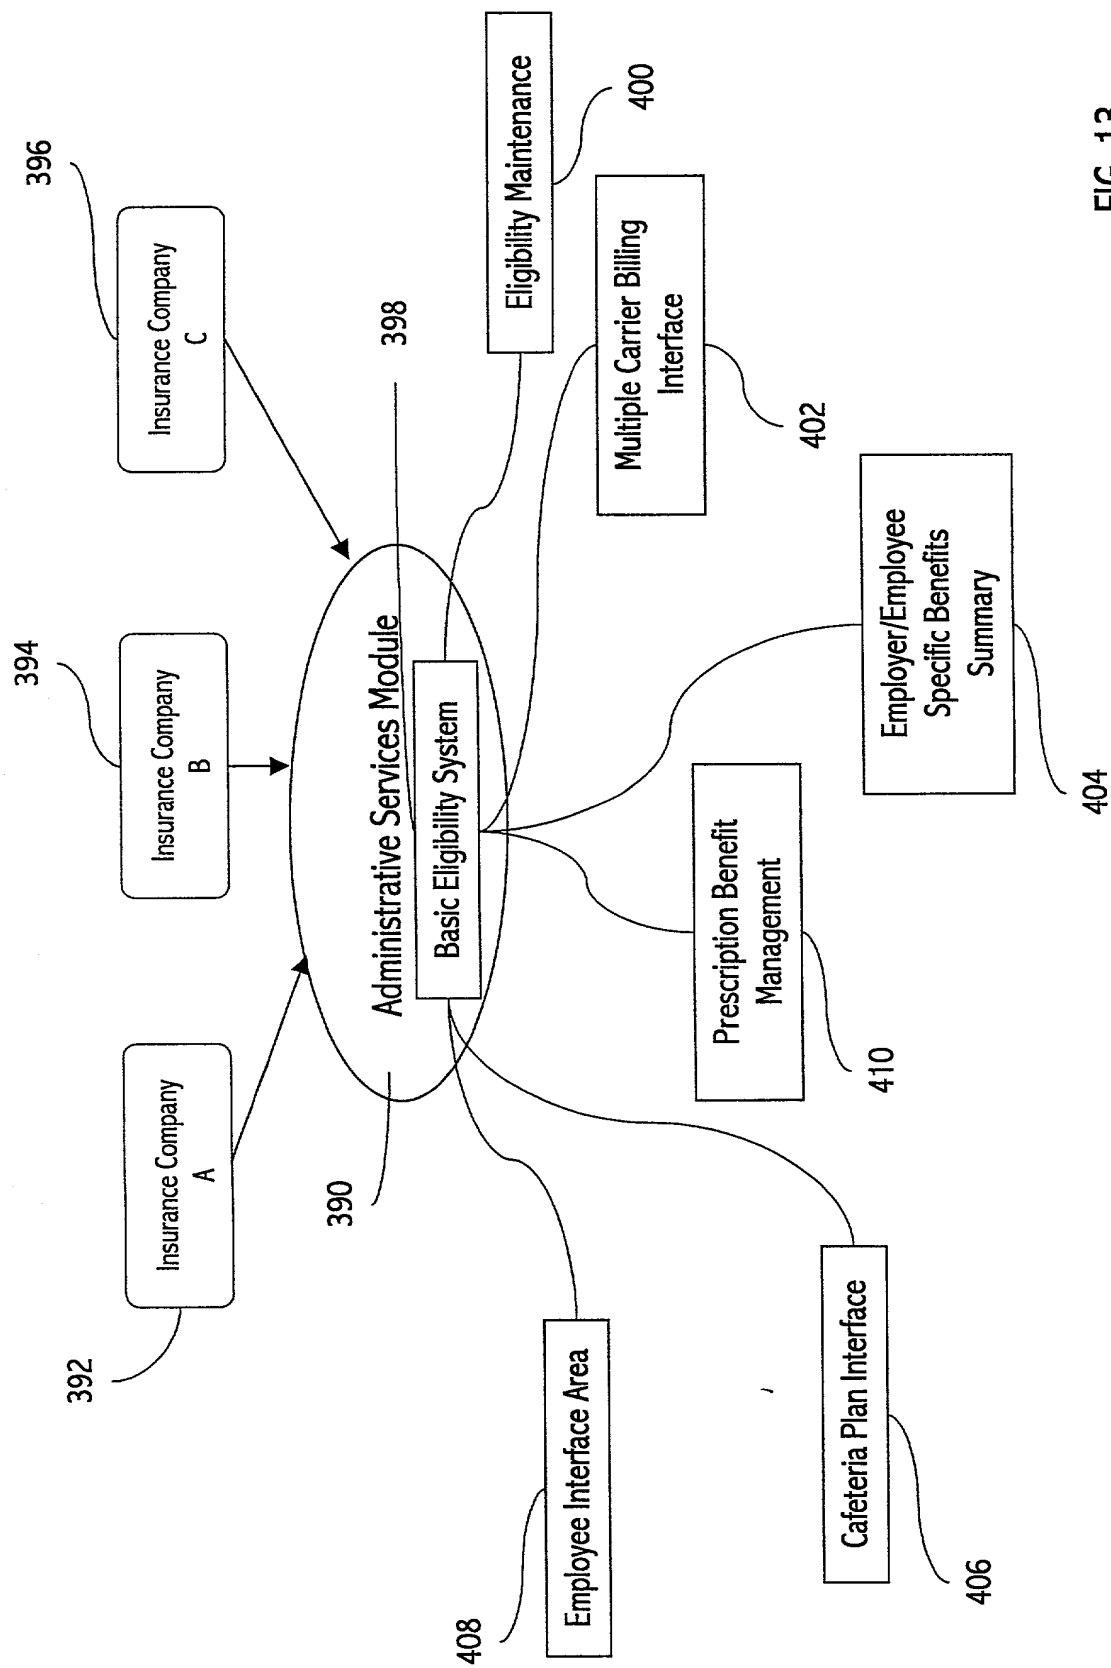 392
Insurance Company
A
394
Insurance Company
B
396
Insurance Company
C
390
Administrative Services Module
398
Basic Eligibility System
408
Employee Interface Area
Eligibility Maintenance
400
Multiple Carrier Billing
Interface
402
Prescription Benefit
Management
410
Cafeteria Plan Interface
406
Employer/Employee
Specific Benefits
Summary
404
FIG. 13